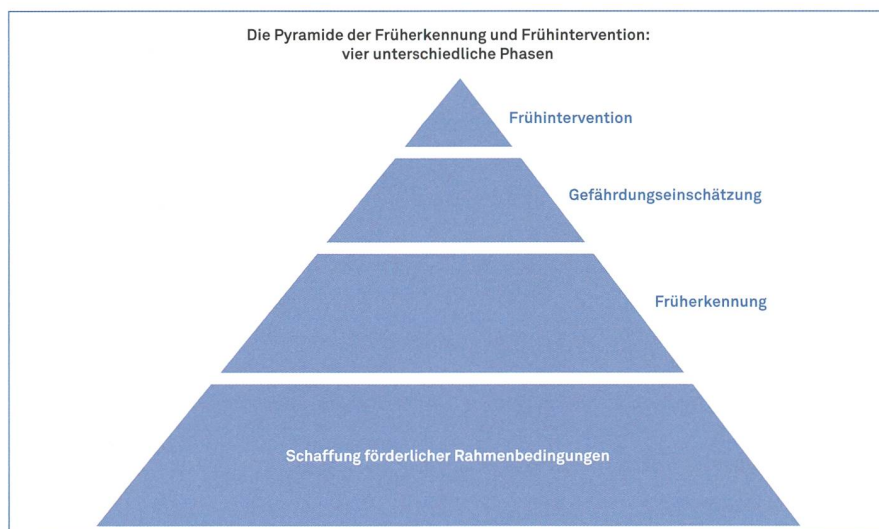 Die Pyramide der Früherkennung und Frühintervention:
vier unterschiedliche Phasen
Frühintervention
Gefährdungseinschätzung
Früherkennung
Schaffung förderlicher Rahmenbedingungen